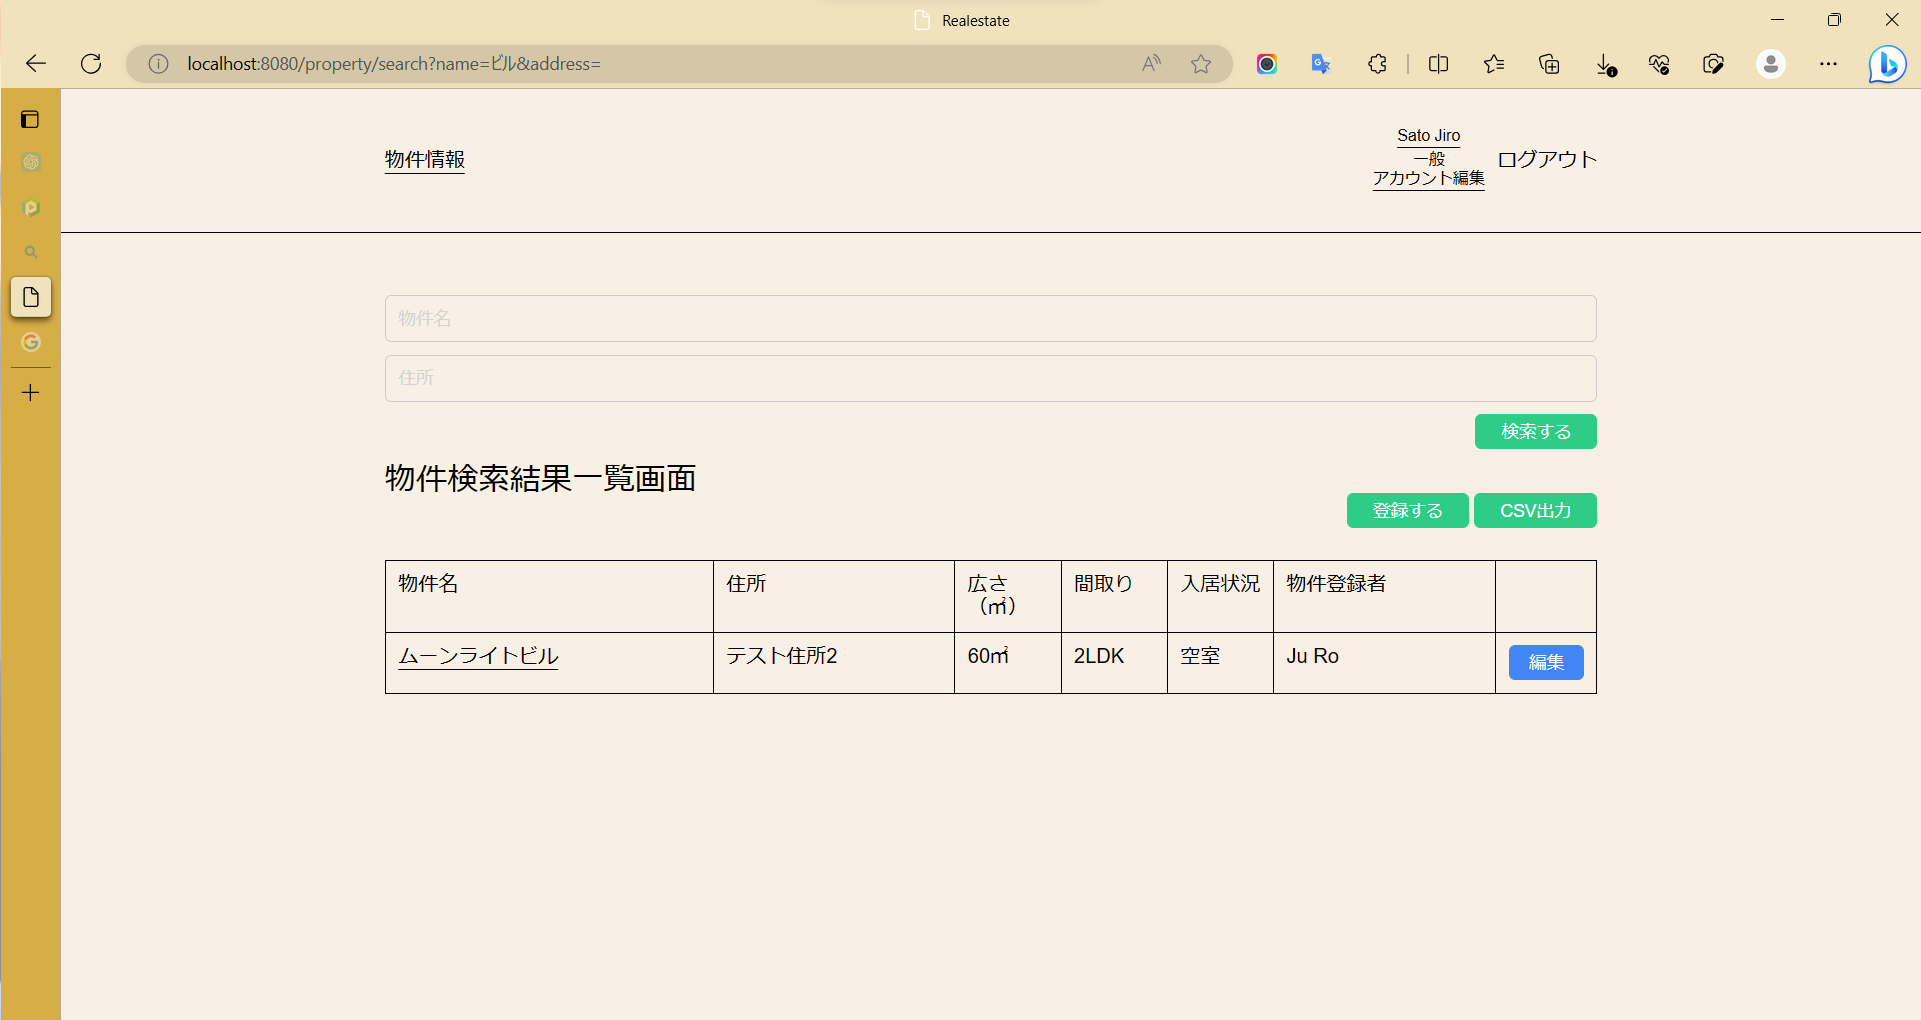 Realestate
localhost:8080/property/search?name=ビル&address=
物件情報
Sato Jiro
一般
アカウント編集
ログアウト
物件名
住所
検索する
物件検索結果一覧画面
登録する
CSV出力
物件名
住所
広さ
（㎡）
間取り
入居状況
物件登録者
ムーンライトビル
テスト住所2
60㎡
2LDK
空室
Ju Ro
編集